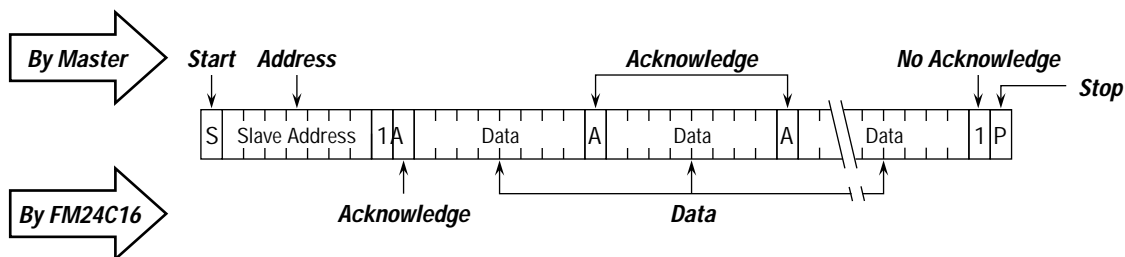 By Master
Start Address Acknowledge No Acknowledge
Stop
S Slave Address 1 A Data A Data A Data 1 P
By FM24C16
Acknowledge Data